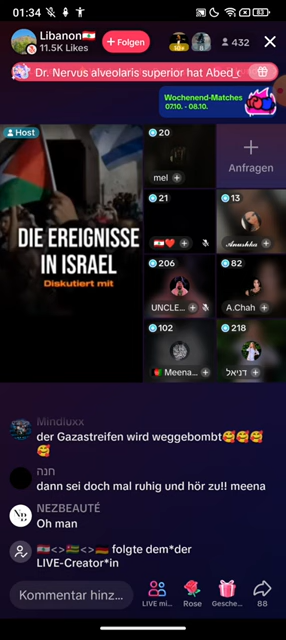 01:34
83
Libanon🇱🇧
11.5K Likes
+ Folgen
432
Dr. Nervus alveolaris superior hat Abed_
Wochenend-Matches
07.10. - 08.10.
Host
DIE EREIGNISSE
IN ISRAEL
Diskutiert mit
20
mel
Anfragen
21
🇱🇧❤️
13
Anushka
206
UNCLE...
82
A.Chah
102
🇦🇫 Meena...
218
דניאל
Mindluxx
der Gazastreifen wird weggebombt🥰🥰🥰
🥰
חנה
dann sei doch mal ruhig und hör zu!! meena
NEZBEAUTÉ
Oh man
🇱🇧<>🇹🇬<>🇩🇪 folgte dem*der
LIVE-Creator*in
Kommentar hinz...
LIVE mi...
Rose
Gesche...
88